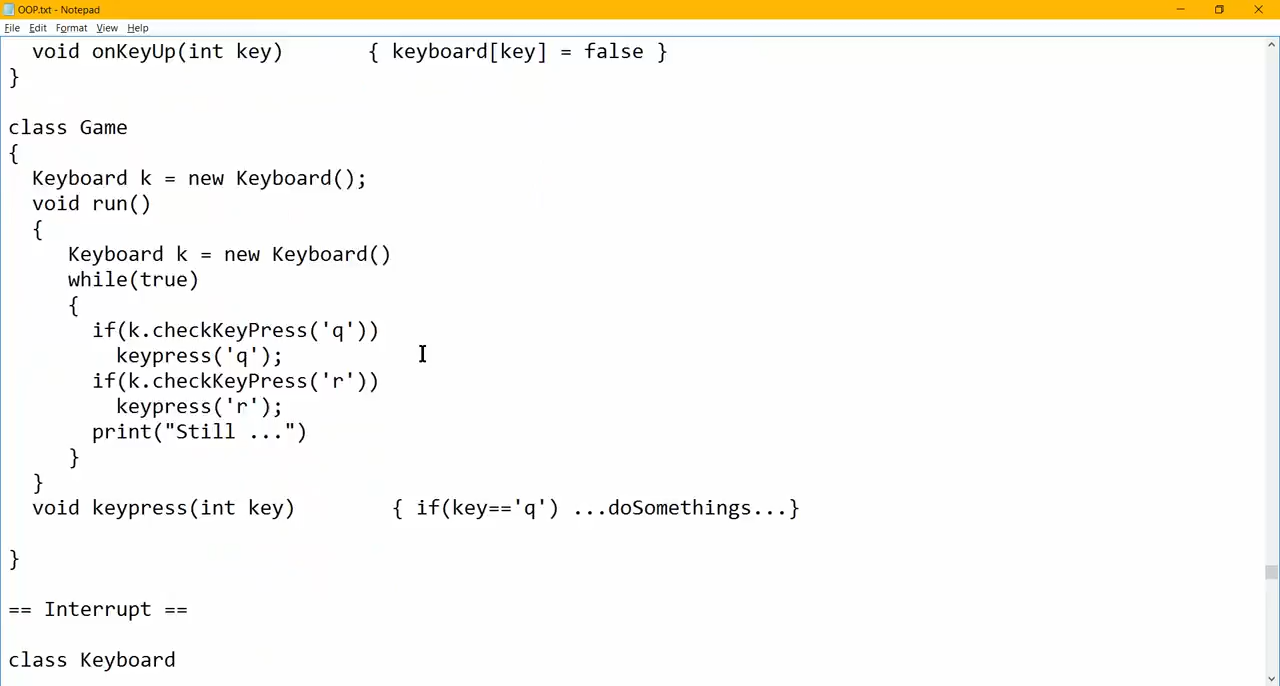 OOP.txt - Notepad
File Edit Format View Help
void onKeyUp(int key) { keyboard[key] = false }
}
class Game
{
Keyboard k = new Keyboard();
void run()
{
Keyboard k = new Keyboard()
while(true)
{
if(k.checkKeyPress('q'))
keypress('q');
if(k.checkKeyPress('r'))
keypress('r');
print("Still ...")
}
}
void keypress(int key) { if(key=='q') ...doSomethings...}
}
== Interrupt ==
class Keyboard